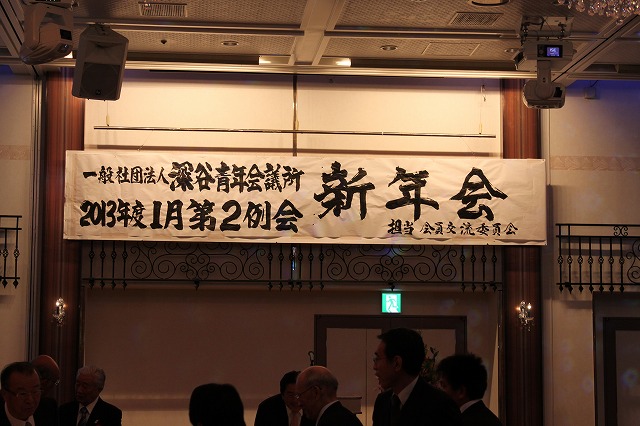 一般社団法人 深谷青年会議所
2013年度 1月第2例会
新年会
担当 会員交流委員会